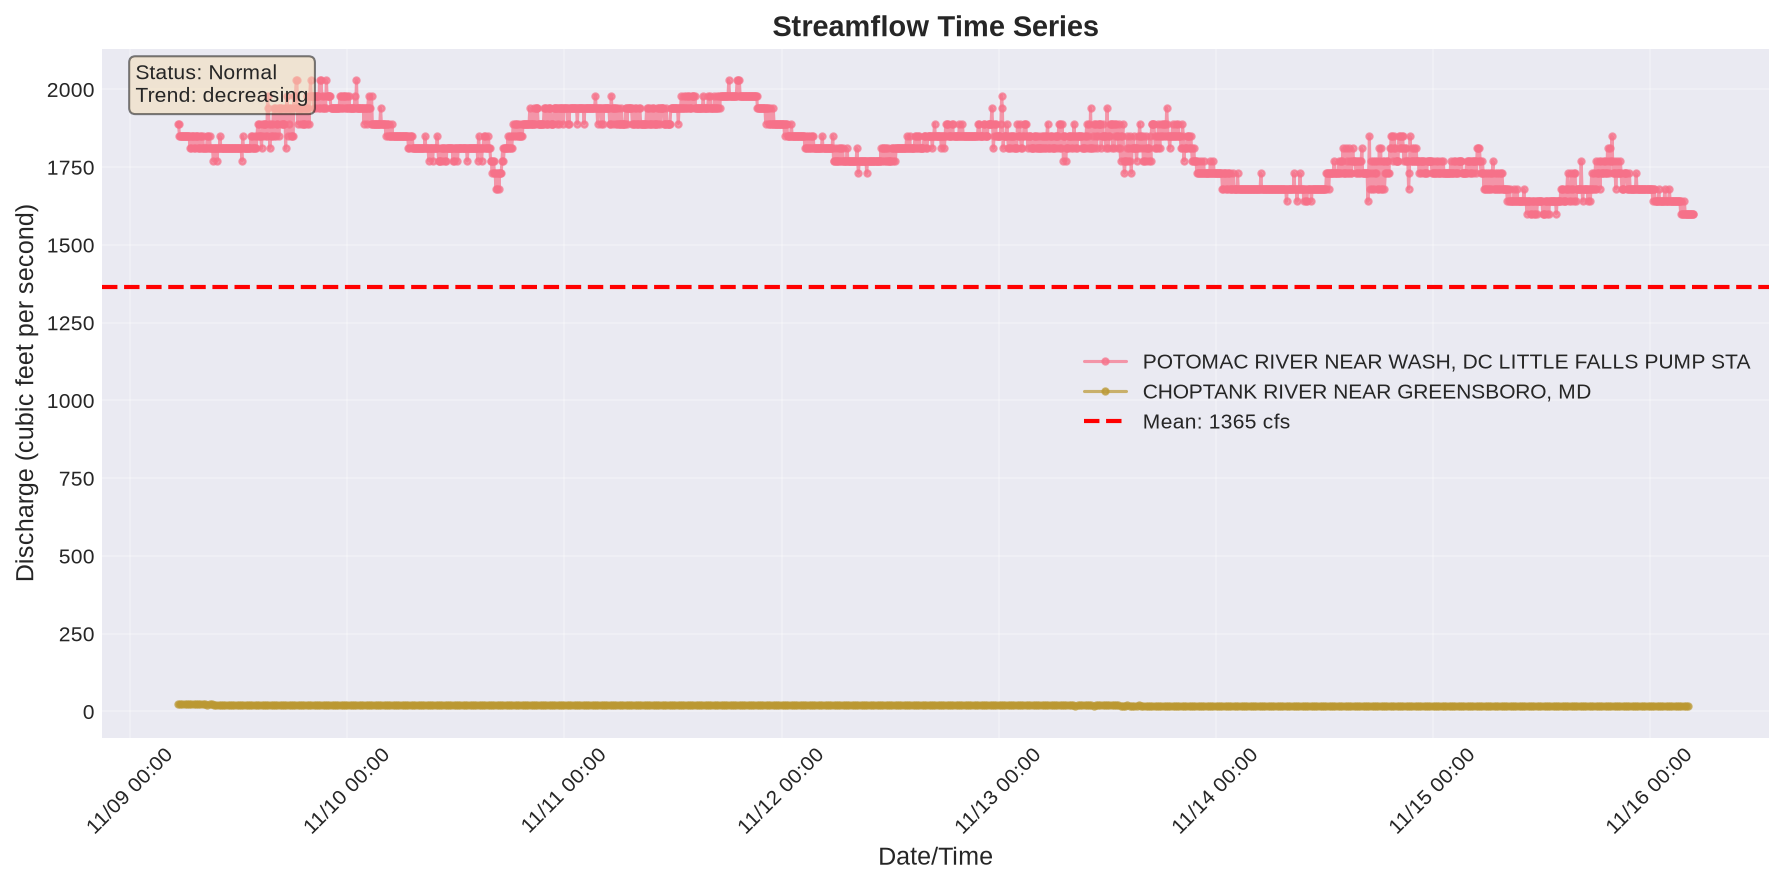 Streamflow Time Series
Status: Normal
Trend: decreasing
Discharge (cubic feet per second)
2000
1750
1500
1250
1000
750
500
250
0
POTOMAC RIVER NEAR WASH, DC LITTLE FALLS PUMP STA
CHOPTANK RIVER NEAR GREENSBORO, MD
Mean: 1365 cfs
11/09 00:00
11/10 00:00
11/11 00:00
11/12 00:00
11/13 00:00
11/14 00:00
11/15 00:00
11/16 00:00
Date/Time